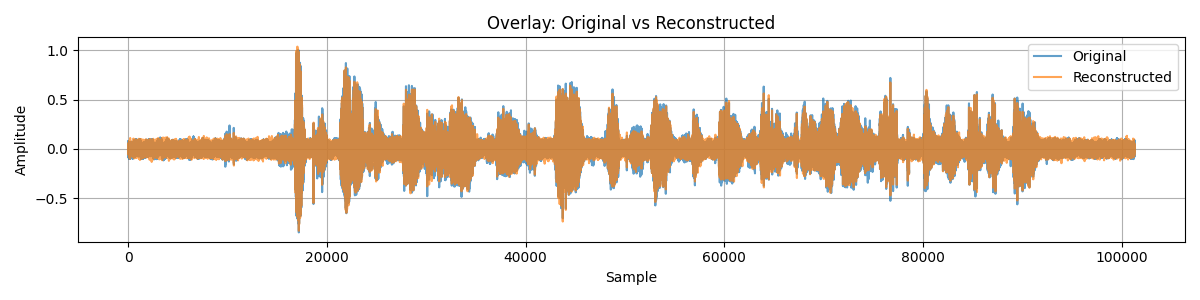 Overlay: Original vs Reconstructed
1.0
0.5
0.0
−0.5
Amplitude
Original
Reconstructed
0
20000
40000
60000
80000
100000
Sample